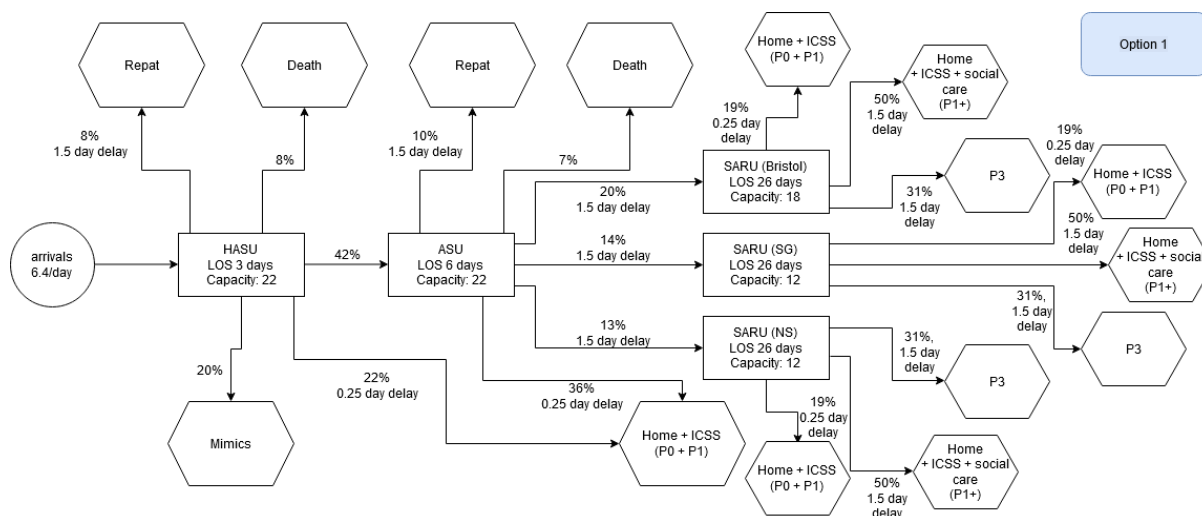 Option 1
Repat
Death
Repat
Death
Home + ICSS
(P0 + P1)
Home
+ ICSS + social
care
(P1+)
8%
1.5 day delay
8%
10%
1.5 day delay
7%
19%
0.25 day
delay
50%
1.5 day
delay
SARU (Bristol)
LOS 26 days
Capacity: 18
20%
1.5 day delay
31%
1.5 day
delay
P3
19%
0.25 day
delay
Home + ICSS
(P0 + P1)
arrivals
6.4/day
HASU
LOS 3 days
Capacity: 22
42%
ASU
LOS 6 days
Capacity: 22
14%
1.5 day delay
SARU (SG)
LOS 26 days
Capacity: 12
50%
1.5 day
delay
Home
+ ICSS + social
care
(P1+)
31%,
1.5 day
delay
P3
13%
1.5 day delay
SARU (NS)
LOS 26 days
Capacity: 12
31%,
1.5 day
delay
P3
20%
Mimics
22%
0.25 day delay
36%
0.25 day delay
Home + ICSS
(P0 + P1)
19%
0.25 day
delay
Home + ICSS
(P0 + P1)
50%
1.5 day
delay
Home
+ ICSS + social
care
(P1+)